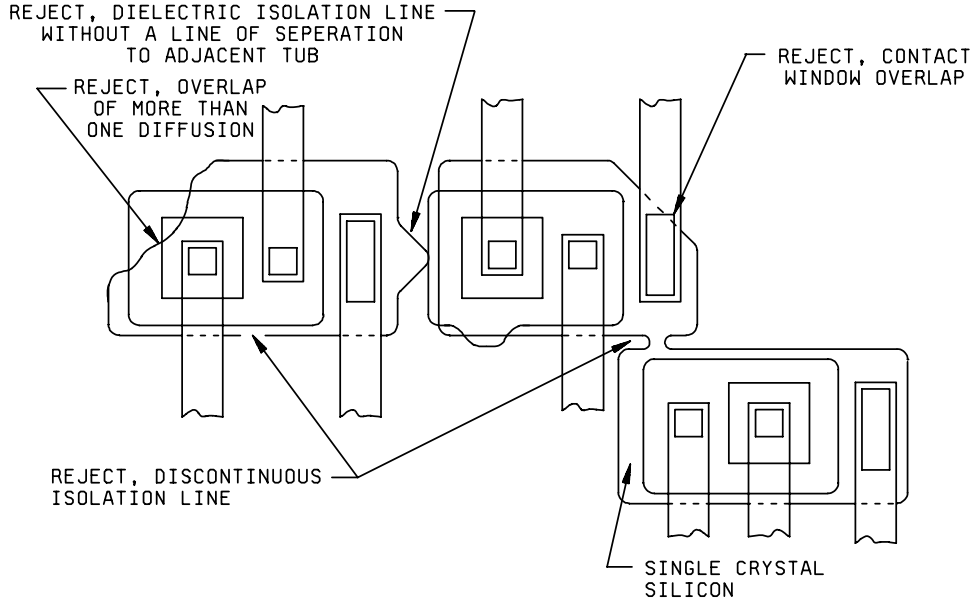 REJECT, DIELECTRIC ISOLATION LINE
WITHOUT A LINE OF SEPERATION
TO ADJACENT TUB
REJECT, OVERLAP
OF MORE THAN
ONE DIFFUSION
REJECT, CONTACT
WINDOW OVERLAP
REJECT, DISCONTINUOUS
ISOLATION LINE
SINGLE CRYSTAL
SILICON